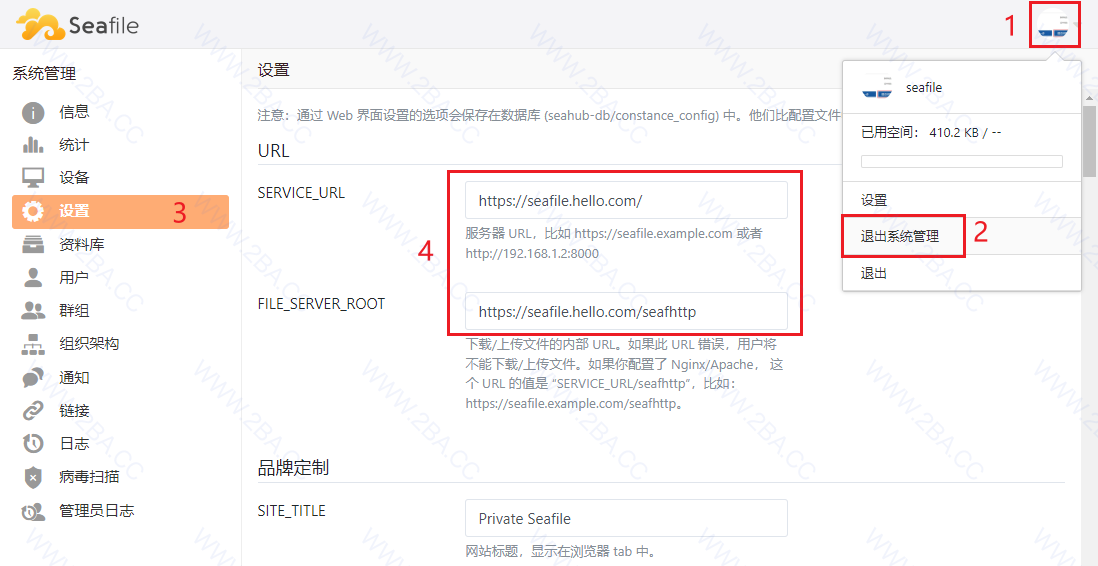 Seafile
1
系统管理
设置
seafile
信息
注意：通过 Web 界面设置的选项会保存在数据库 (seahub-db/constance_config) 中。他们比配置文件
已用空间： 410.2 KB / --
统计
URL
设备
SERVICE_URL
https://seafile.hello.com/
设置
设置
3
服务器 URL，比如 https://seafile.example.com 或者
http://192.168.1.2:8000
4
退出系统管理
2
资料库
退出
用户
FILE_SERVER_ROOT
https://seafile.hello.com/seafhttp
群组
组织架构
下载/上传文件的内部 URL。如果此 URL 错误，用户将
不能下载/上传文件。如果你配置了 Nginx/Apache， 这
个 URL 的值是 “SERVICE_URL/seafhttp”，比如：
https://seafile.example.com/seafhttp。
通知
链接
日志
品牌定制
病毒扫描
管理员日志
SITE_TITLE
Private Seafile
网站标题，显示在浏览器 tab 中。
WWW.2BA.CC